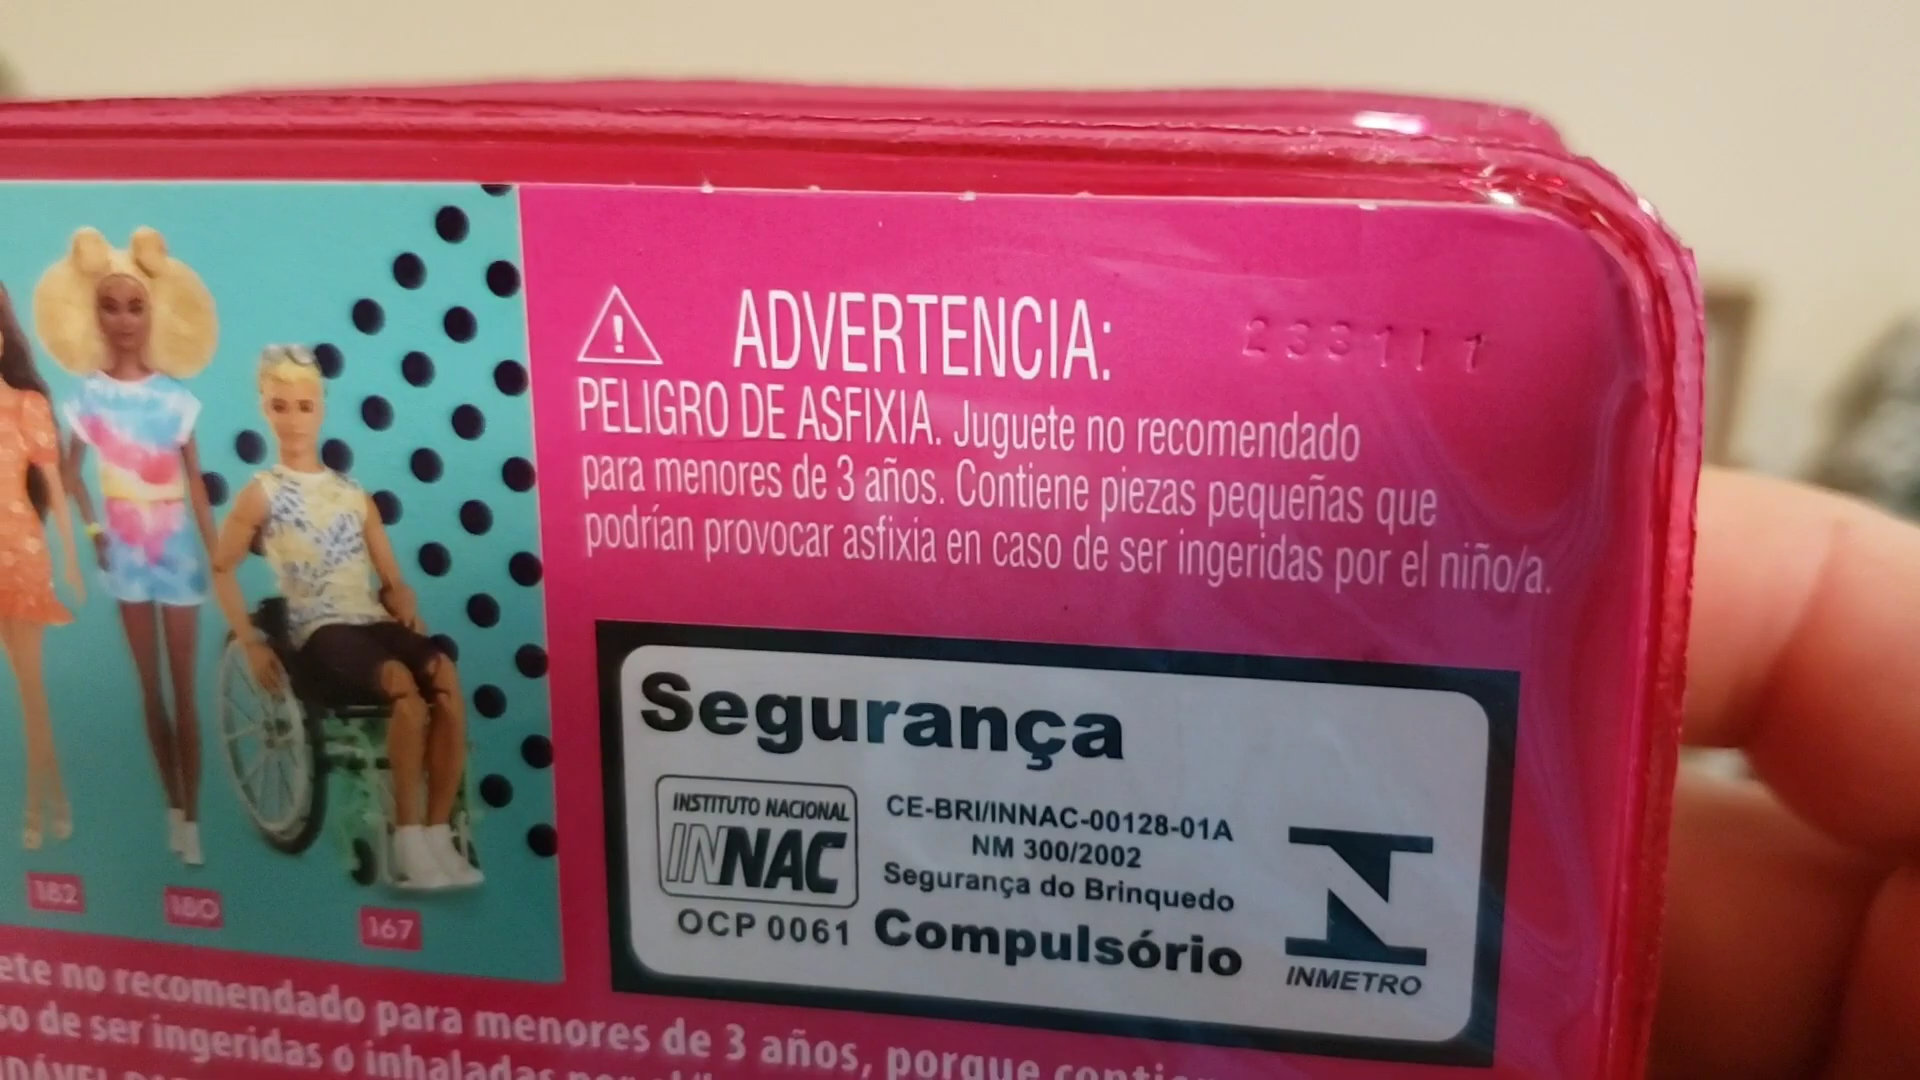 ADVERTENCIA:
PELIGRO DE ASFIXIA. Juguete no recomendado
para menores de 3 años. Contiene piezas pequeñas que
podrían provocar asfixia en caso de ser ingeridas por el niño/a.
Segurança
INSTITUTO NACIONAL
INNAC
OCP 0061
CE-BRI/INNAC-00128-01A
NM 300/2002
Segurança do Brinquedo
Compulsório
INMETRO
182
180
167
no recomendado para menores de 3 años, porque
de ser ingeridas o inhaladas